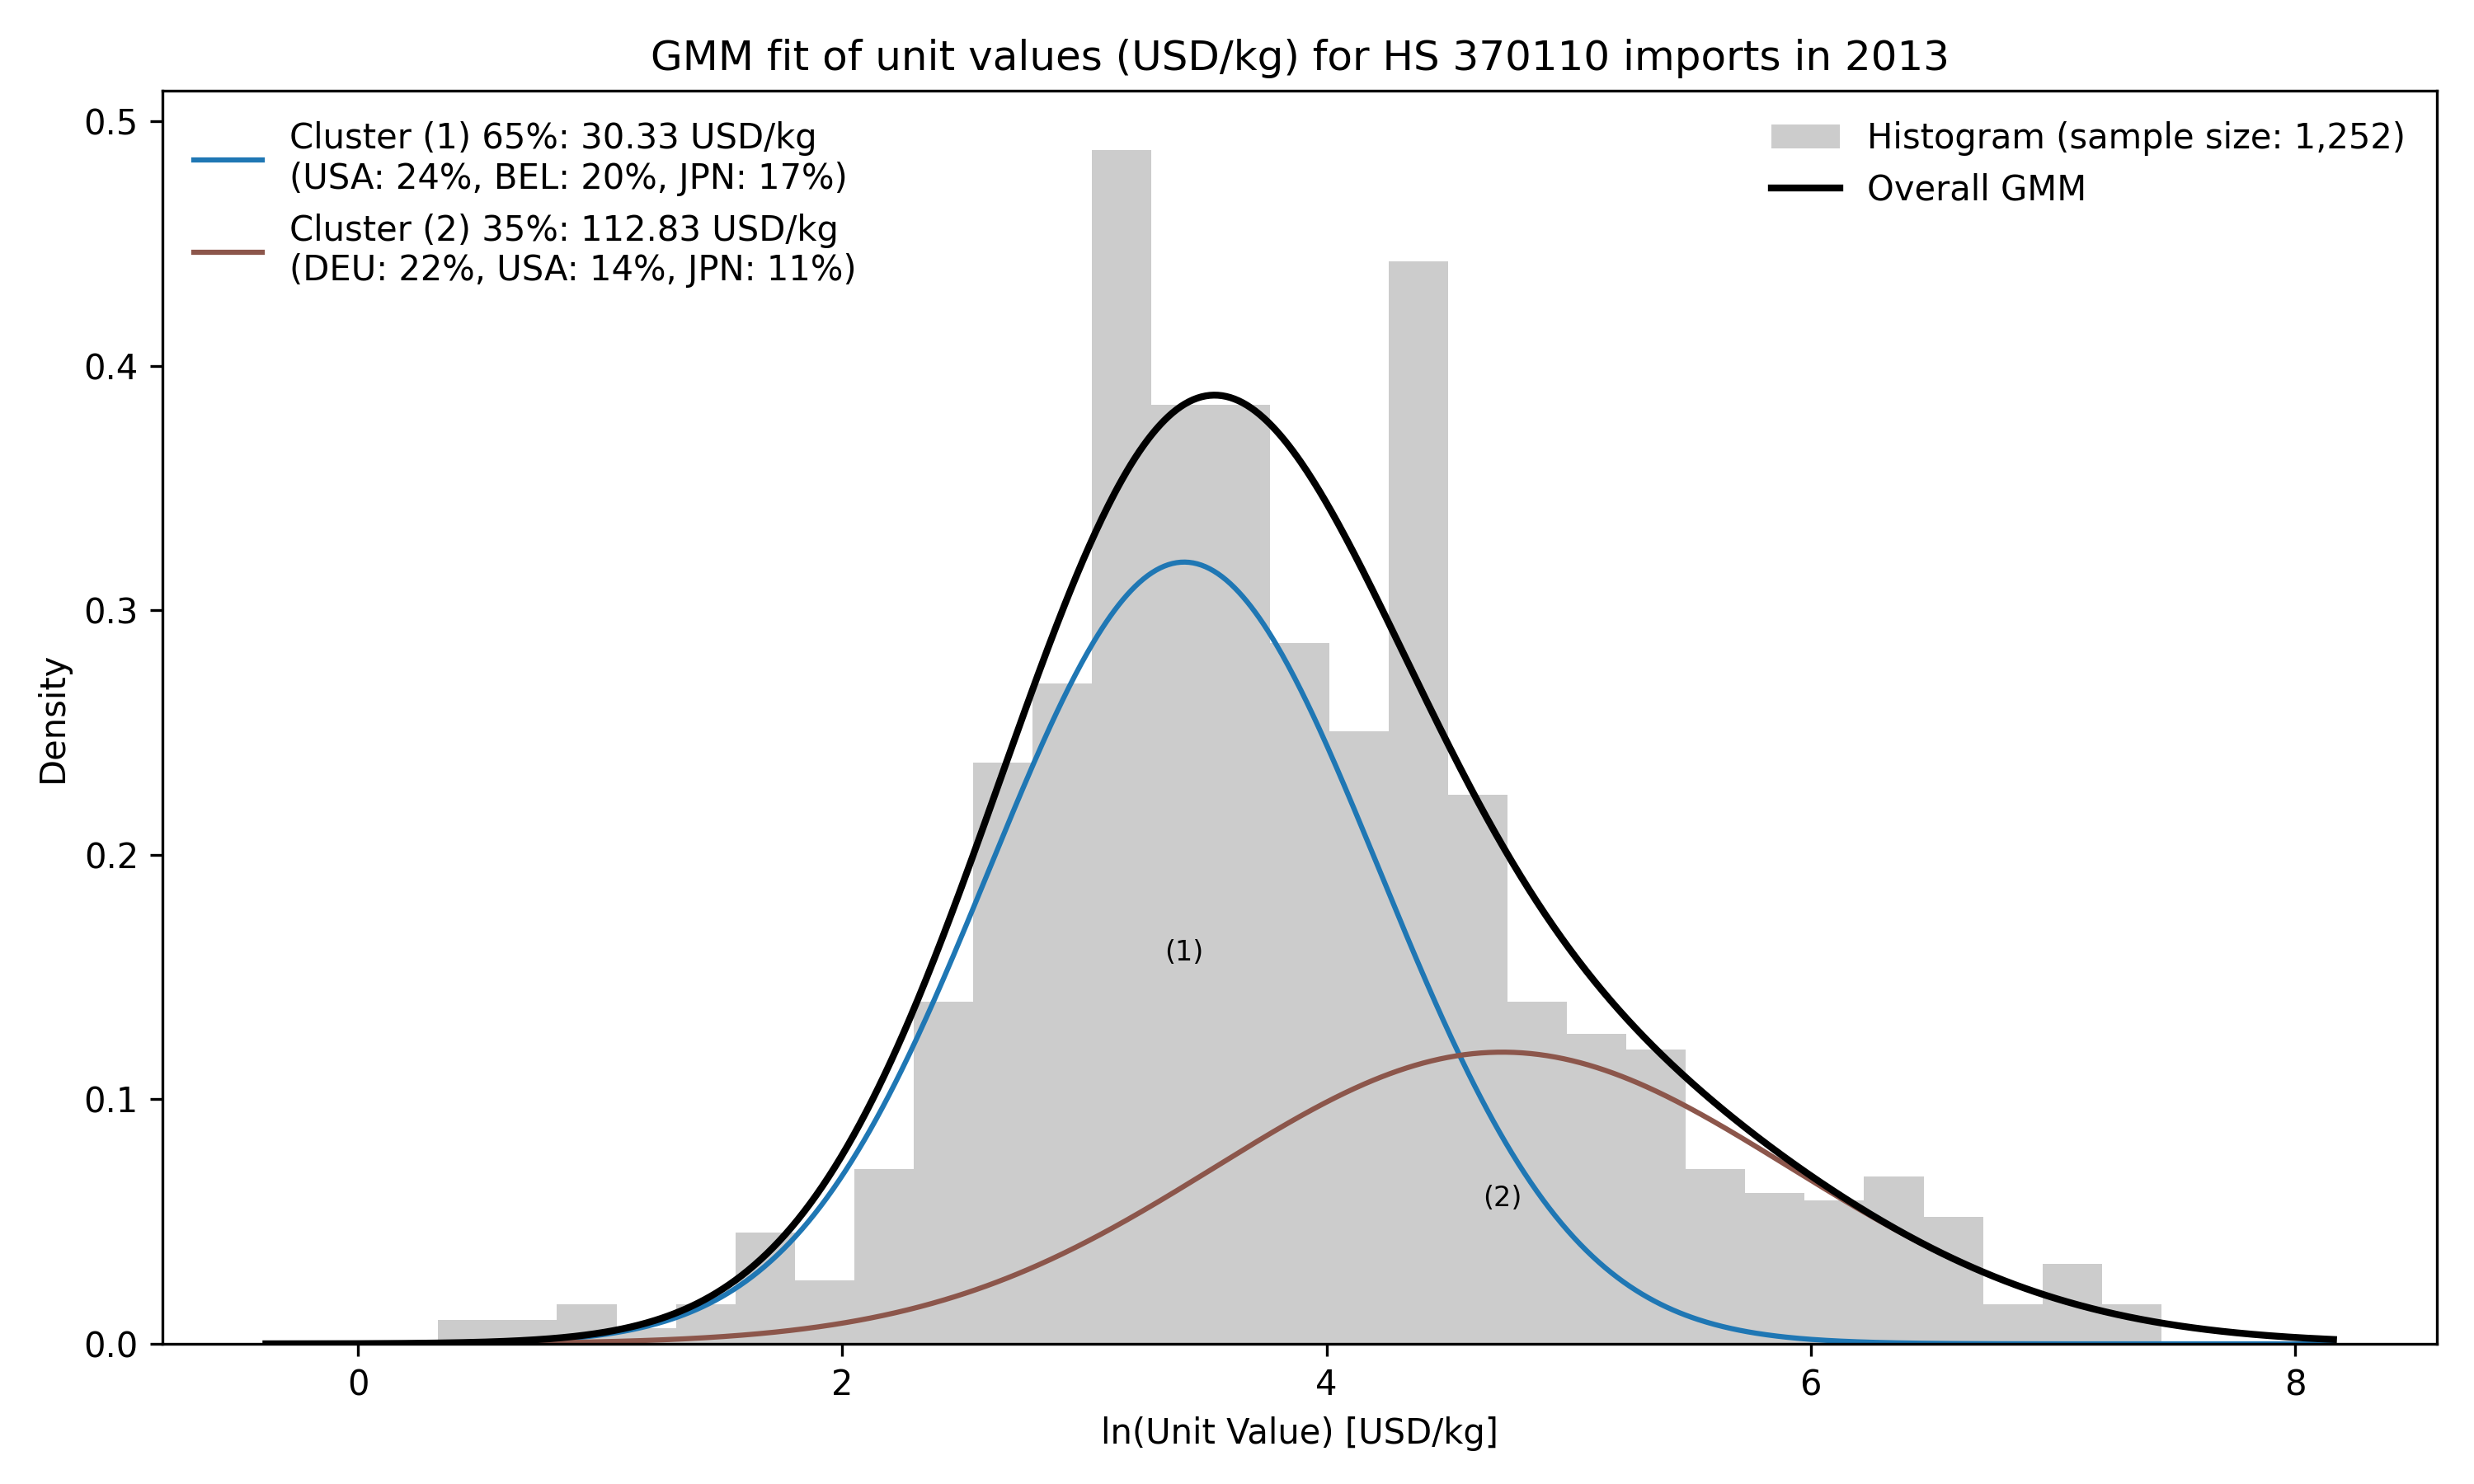 GMM fit of unit values (USD/kg) for HS 370110 imports in 2013
Cluster (1) 65%: 30.33 USD/kg
(USA: 24%, BEL: 20%, JPN: 17%)
Cluster (2) 35%: 112.83 USD/kg
(DEU: 22%, USA: 14%, JPN: 11%)
Histogram (sample size: 1,252)
Overall GMM
Density
0.5
0.4
0.3
0.2
0.1
0.0
(1)
(2)
0
2
4
6
8
ln(Unit Value) [USD/kg]